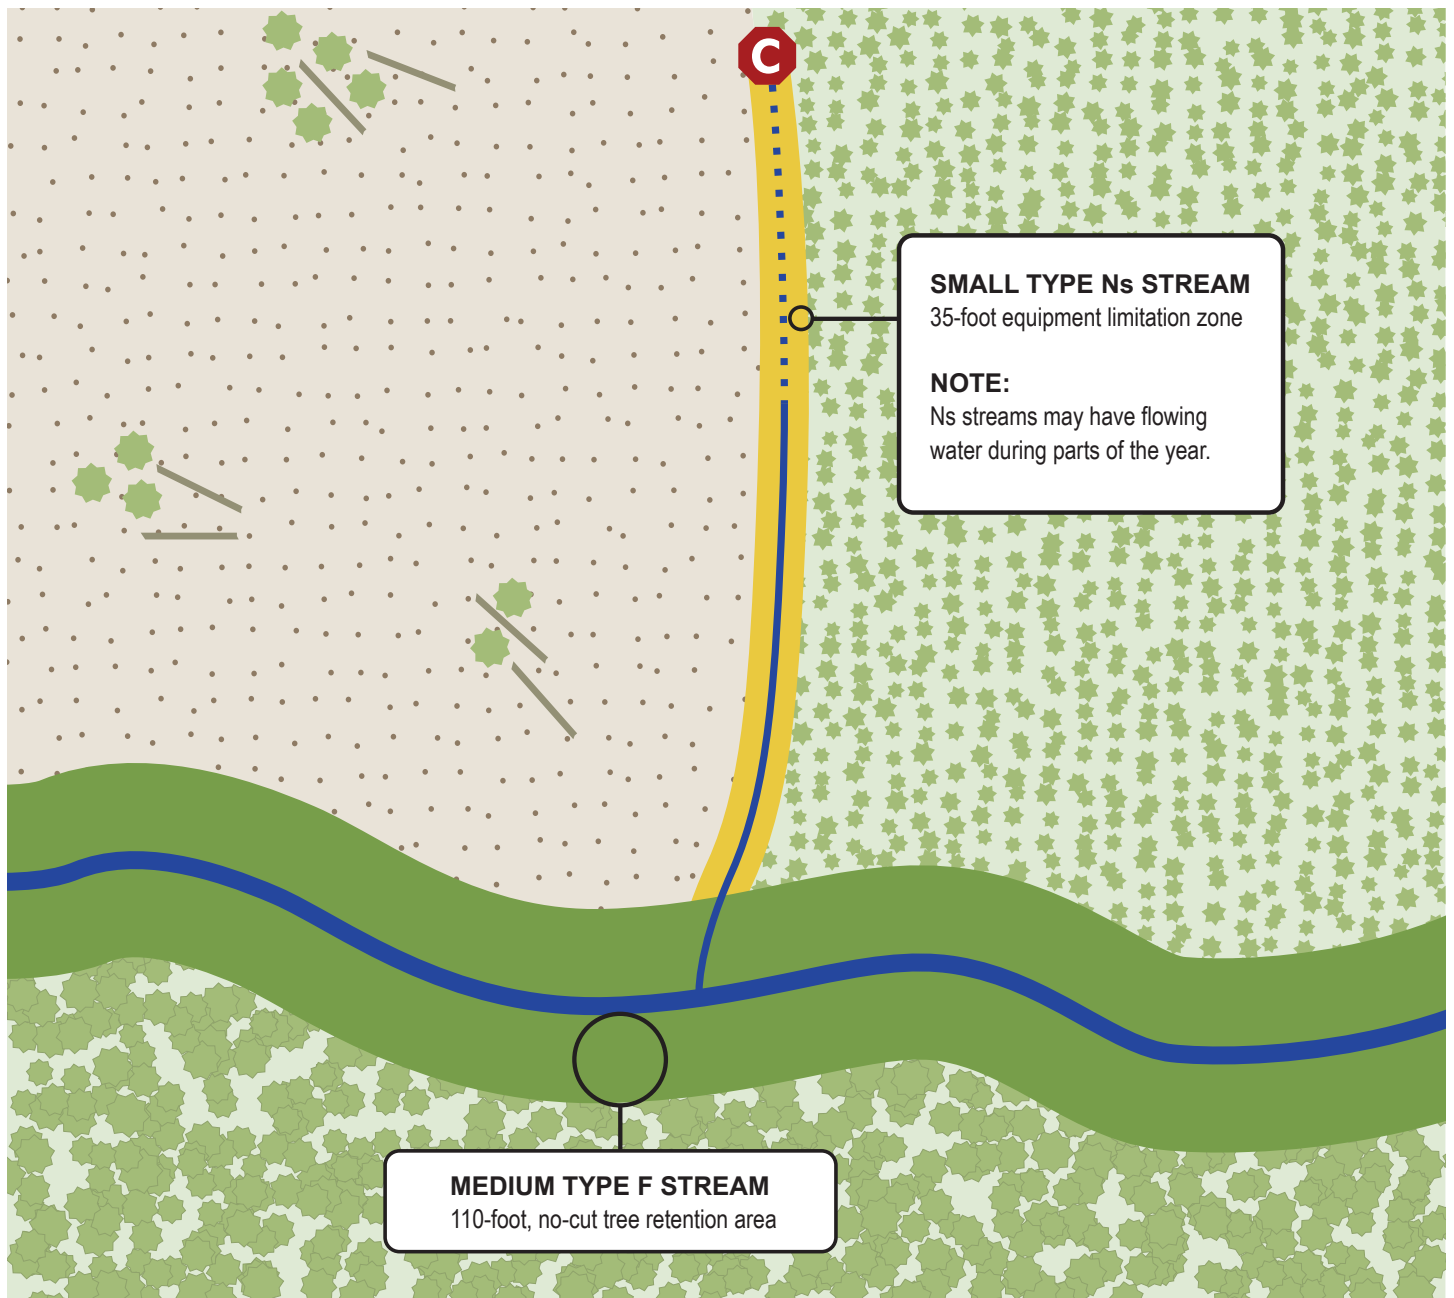 C
SMALL TYPE Ns STREAM
35-foot equipment limitation zone
NOTE:
Ns streams may have flowing
water during parts of the year.
MEDIUM TYPE F STREAM
110-foot, no-cut tree retention area